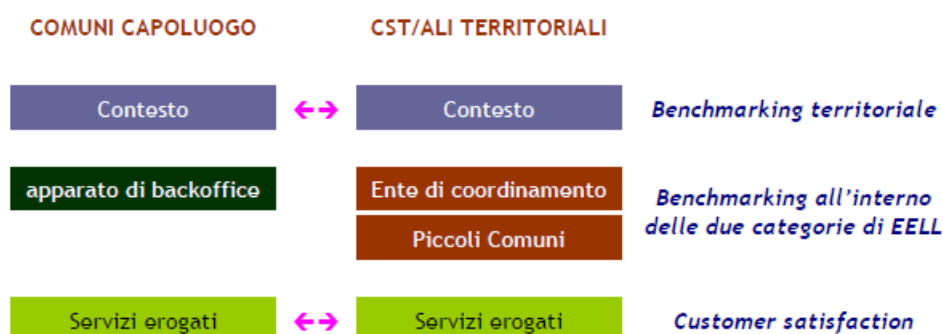 COMUNI CAPOLUOGO CST/ALI TERRITORIALI
Contesto Contesto Benchmarking territoriale
apparato di backoffice Ente di coordinamento
Piccoli Comuni
Benchmarking all'interno
delle due categorie di EELL
Servizi erogati Servizi erogati Customer satisfaction